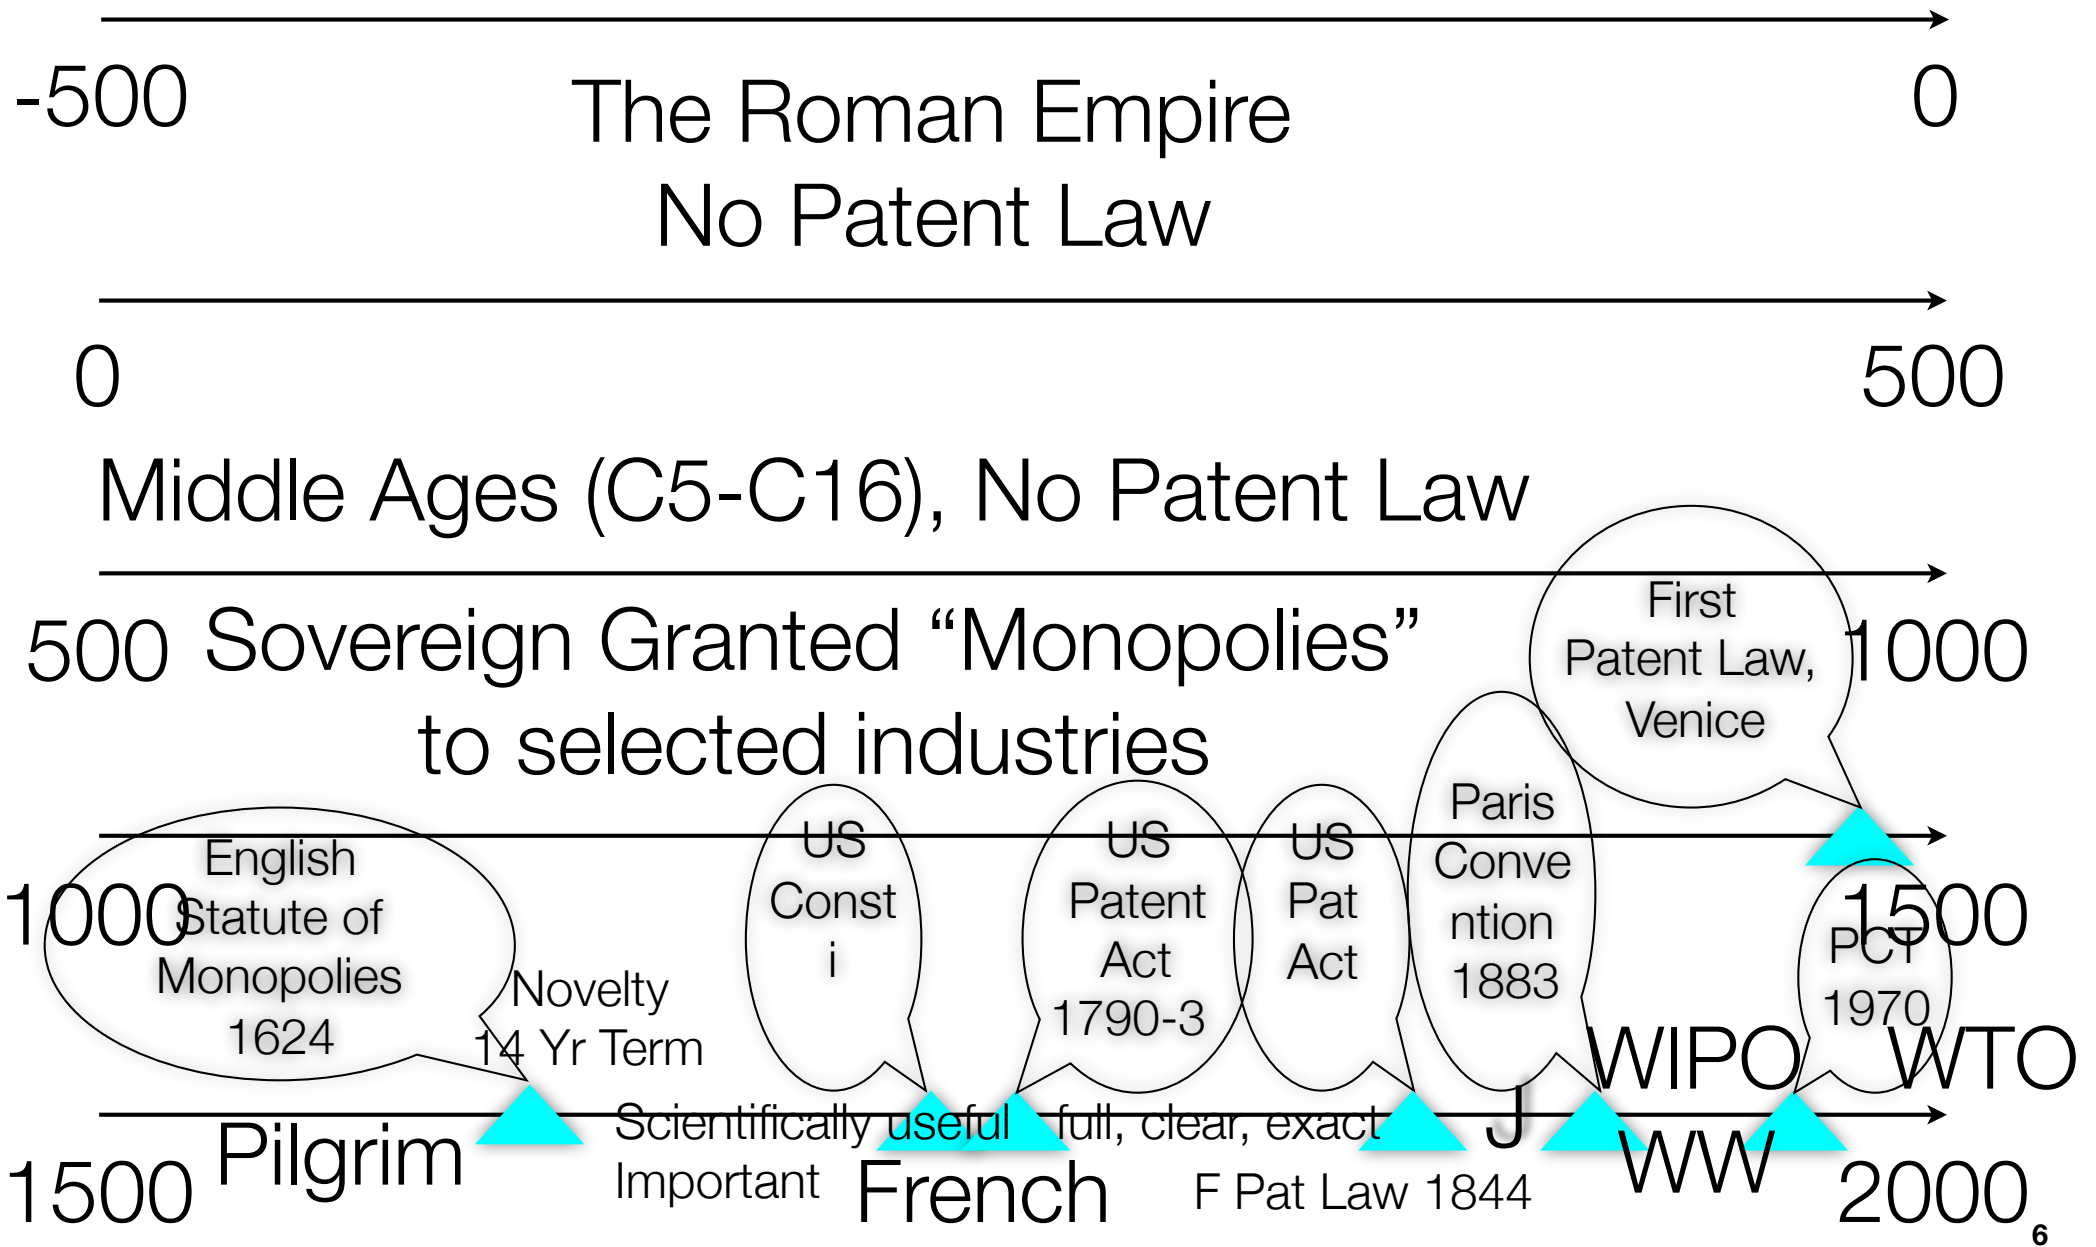 -500
0
The Roman Empire
No Patent Law
0
500
Middle Ages (C5-C16), No Patent Law
500
1000
Sovereign Granted “Monopolies”
to selected industries
First
Patent Law,
Venice
1000
1500
English
Statute of
Monopolies
1624
Novelty
14 Yr Term
US
Const
i
US
Patent
Act
1790-3
US
Pat
Act
Paris
Conve
ntion
1883
PCT
1970
WIPO
WTO
Scientifically useful
Important
full, clear, exact
J
Pilgrim
French
F Pat Law 1844
WW
1500
2000
6